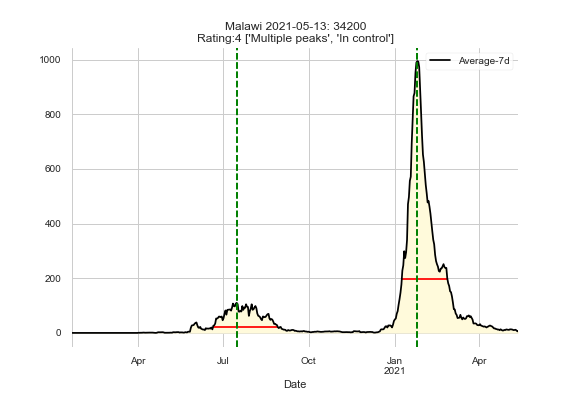 Malawi 2021-05-13: 34200
Rating:4 ['Multiple peaks', 'In control']
Average-7d
1000
800
600
400
200
0
Apr
Jul
Oct
Jan
2021
Apr
Date